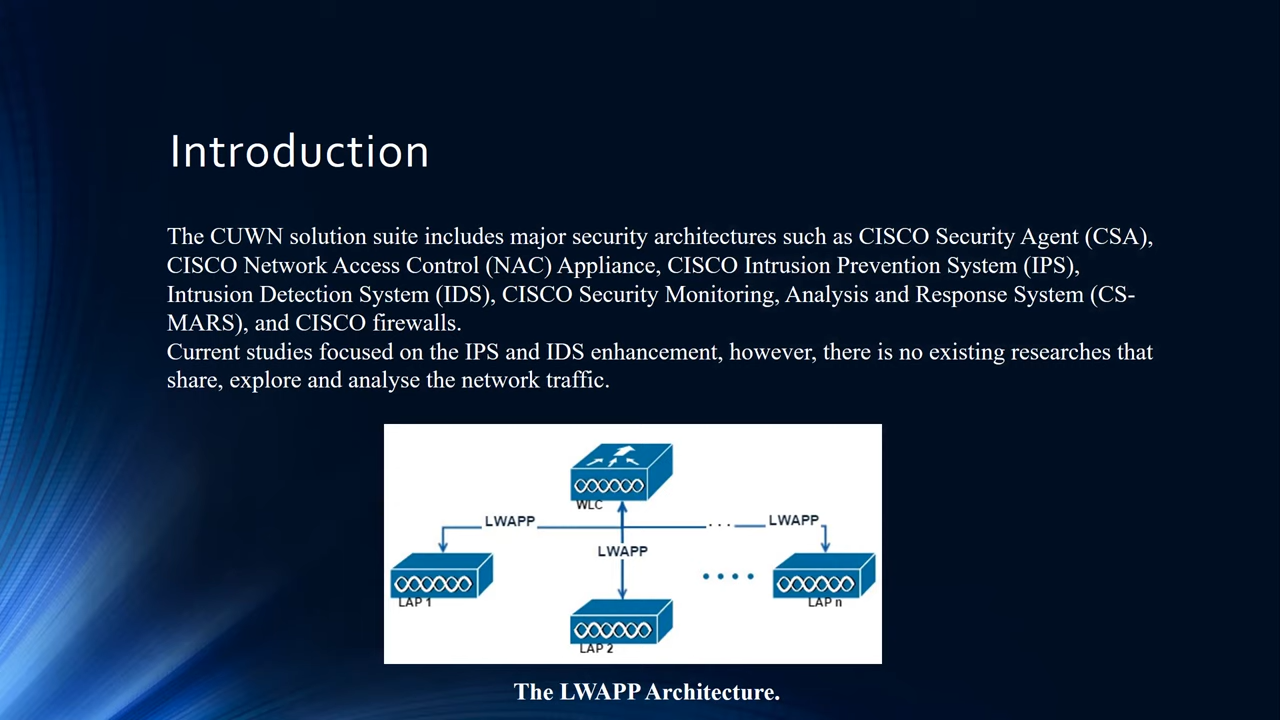 Introduction
The CUWN solution suite includes major security architectures such as CISCO Security Agent (CSA),
CISCO Network Access Control (NAC) Appliance, CISCO Intrusion Prevention System (IPS),
Intrusion Detection System (IDS), CISCO Security Monitoring, Analysis and Response System (CS-
MARS), and CISCO firewalls.
Current studies focused on the IPS and IDS enhancement, however, there is no existing researches that
share, explore and analyse the network traffic.
WLC
LWAPP
. . .
LWAPP
LWAPP
LAP 1
LAP n
LAP 2
The LWAPP Architecture.